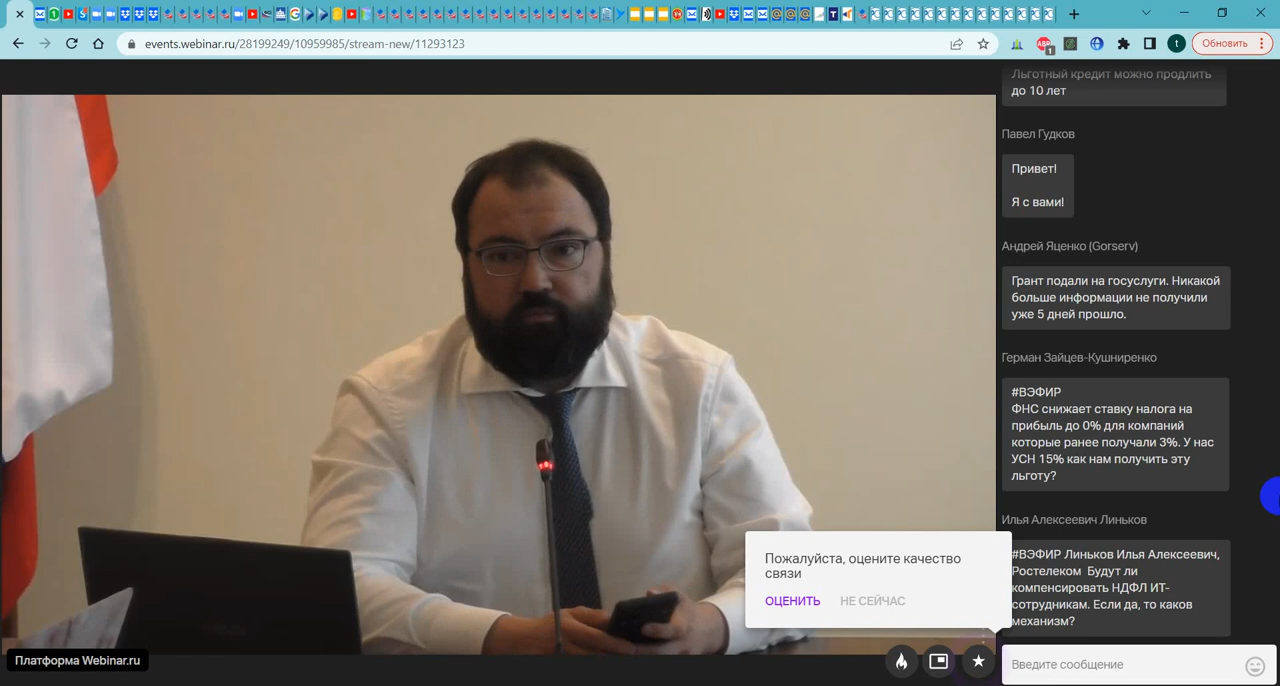 events.webinar.ru/28199249/10959985/stream-new/11293123
Обновить
Льготный кредит можно продлить
до 10 лет
Павел Гудков
Привет!
Я с вами!
Андрей Яценко (Gorserv)
Грант подали на госуслуги. Никакой
больше информации не получили
уже 5 дней прошло.
Герман Зайцев-Кушниренко
#ВЭФИР
ФНС снижает ставку налога на
прибыль до 0% для компаний
которые ранее получали 3%. У нас
УСН 15% как нам получить эту
льготу?
Илья Алексеевич Линьков
#ВЭФИР Линьков Илья Алексеевич,
Ростелеком Будут ли
компенсировать НДФЛ ИТ-
сотрудникам. Если да, то каков
механизм?
Введите сообщение
Пожалуйста, оцените качество
связи
ОЦЕНИТЬ НЕ СЕЙЧАС
Платформа Webinar.ru